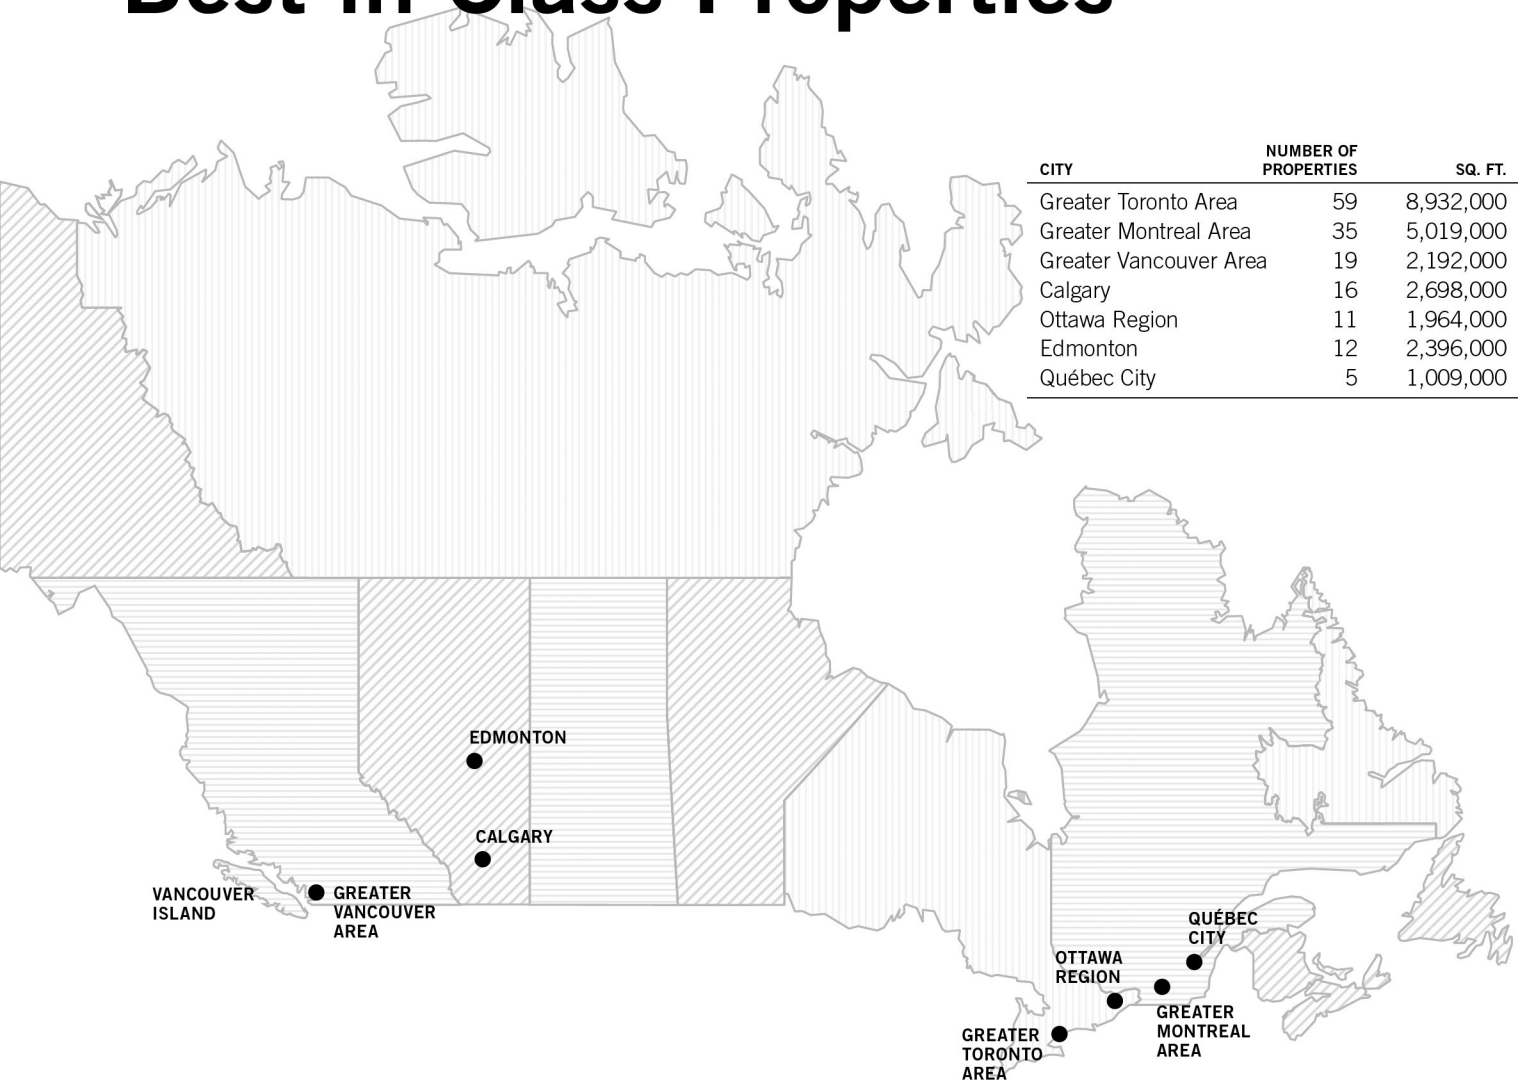 Best-in-Class Properties
CITY NUMBER OF PROPERTIES SQ. FT.
Greater Toronto Area 59 8,932,000
Greater Montreal Area 35 5,019,000
Greater Vancouver Area 19 2,192,000
Calgary 16 2,698,000
Ottawa Region 11 1,964,000
Edmonton 12 2,396,000
Québec City 5 1,009,000
EDMONTON
CALGARY
VANCOUVER
ISLAND
GREATER
VANCOUVER
AREA
QUÉBEC
CITY
OTTAWA
REGION
GREATER
MONTREAL
AREA
GREATER
TORONTO
AREA